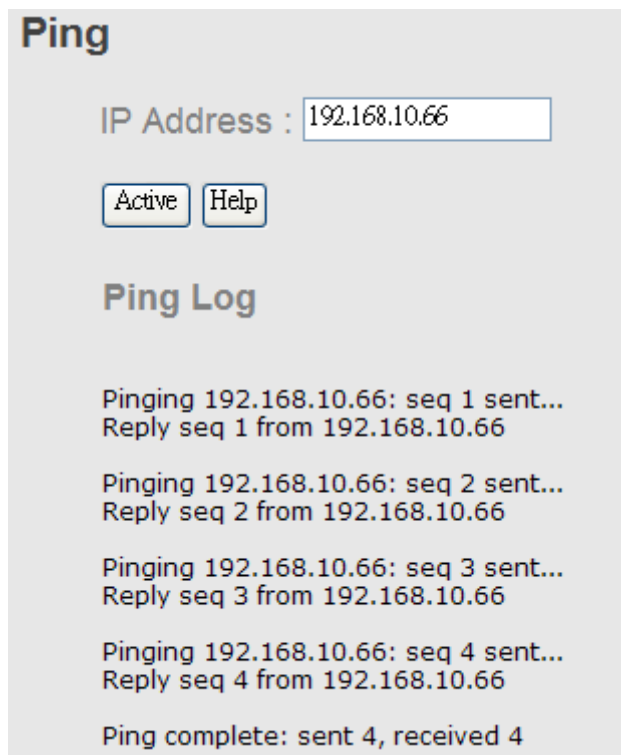 Ping
IP Address : 192.168.10.66
Active Help
Ping Log
Pinging 192.168.10.66: seq 1 sent...
Reply seq 1 from 192.168.10.66
Pinging 192.168.10.66: seq 2 sent...
Reply seq 2 from 192.168.10.66
Pinging 192.168.10.66: seq 3 sent...
Reply seq 3 from 192.168.10.66
Pinging 192.168.10.66: seq 4 sent...
Reply seq 4 from 192.168.10.66
Ping complete: sent 4, received 4